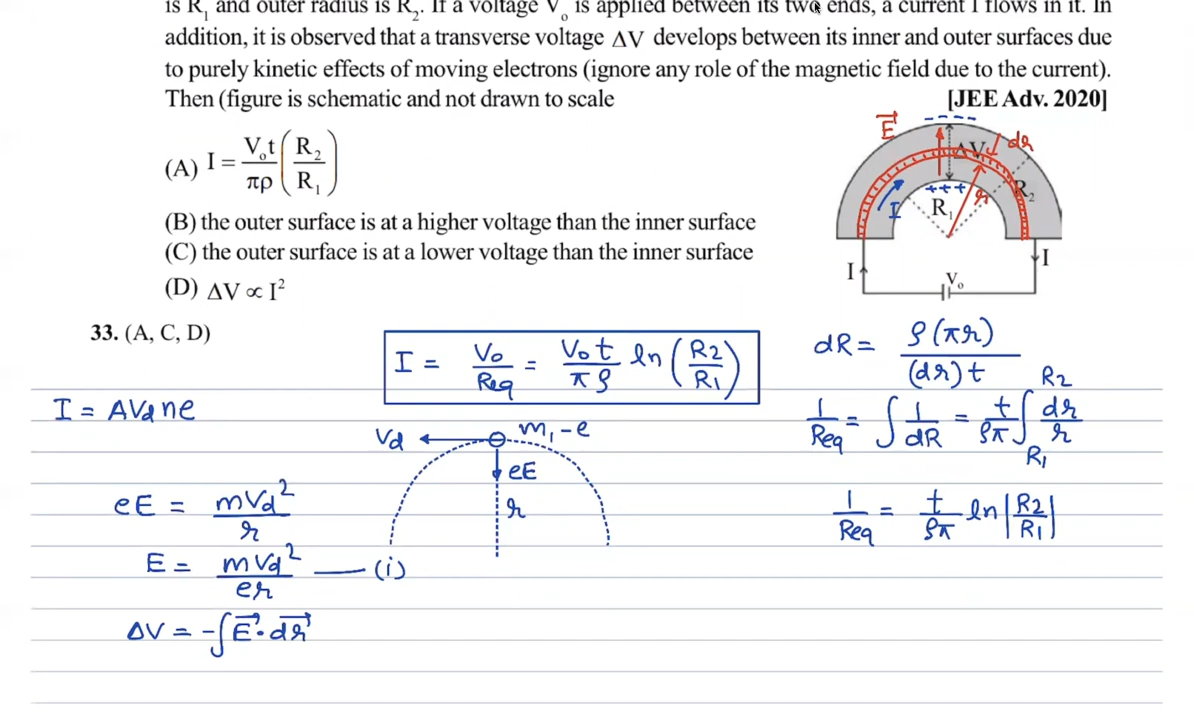 is R₁ and outer radius is R₂. If a voltage V₀ is applied between its two ends, a current I flows in it. In
addition, it is observed that a transverse voltage ΔV develops between its inner and outer surfaces due
to purely kinetic effects of moving electrons (ignore any role of the magnetic field due to the current).
Then (figure is schematic and not drawn to scale [JEE Adv. 2020]
(A) I = V₀t/πρ (R₂/R₁)
(B) the outer surface is at a higher voltage than the inner surface
(C) the outer surface is at a lower voltage than the inner surface
(D) ΔV ∝ I²
E⃗ - - - - ΔV dr
+++ R₂
I R₁ r
I V₀ I
33. (A, C, D)
I = V₀/Req = V₀t/πρ ln(R2/R1)
dR = ρ(πr)/(dr)t
I = AVdne
Vd m,-e
1/Req = ∫ 1/dR = t/ρπ ∫ dr/r R2 R1
eE
eE = mVd²/r
r
1/Req = t/ρπ ln|R2/R1|
E = mVd²/er —(i)
ΔV = -∫E⃗·dr⃗